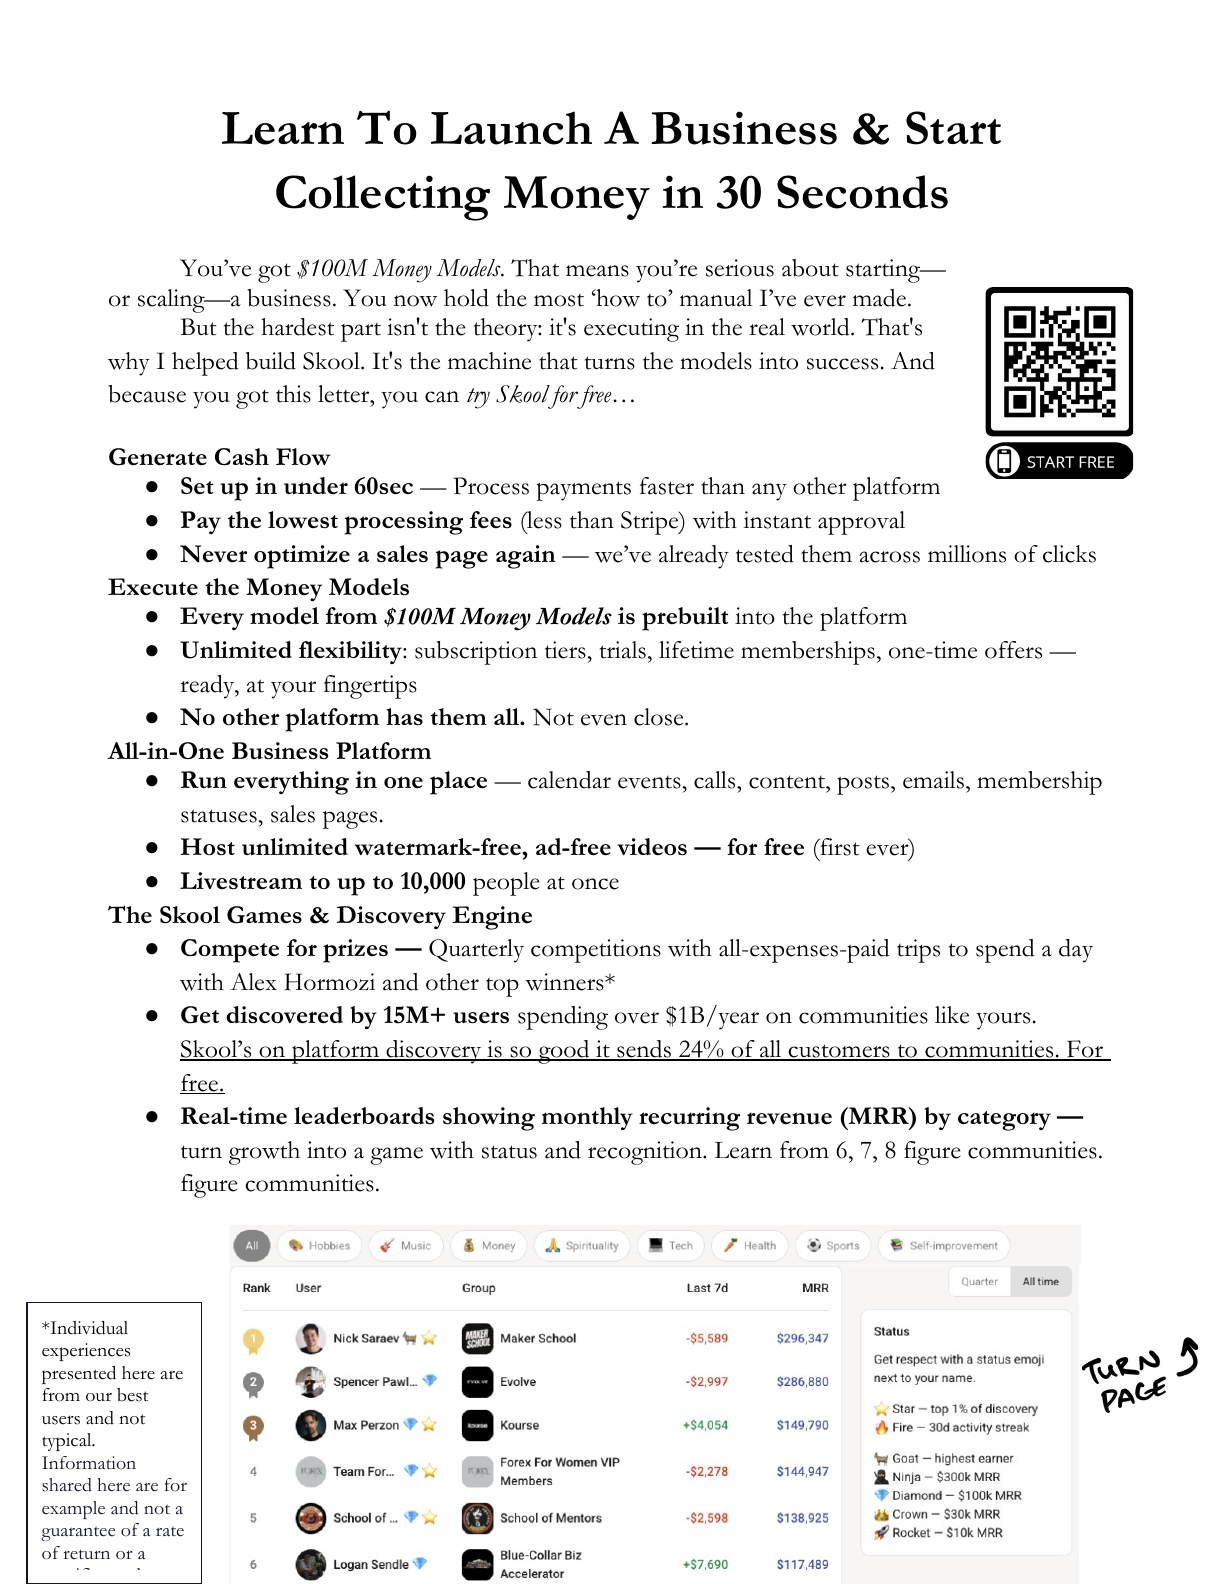 Learn To Launch A Business & Start
Collecting Money in 30 Seconds
You’ve got $100M Money Models. That means you’re serious about starting—
or scaling—a business. You now hold the most ‘how to’ manual I’ve ever made.
But the hardest part isn't the theory: it's executing in the real world. That's
why I helped build Skool. It's the machine that turns the models into success. And
because you got this letter, you can try Skool for free…
START FREE
Generate Cash Flow
● Set up in under 60sec — Process payments faster than any other platform
● Pay the lowest processing fees (less than Stripe) with instant approval
● Never optimize a sales page again — we’ve already tested them across millions of clicks
Execute the Money Models
● Every model from $100M Money Models is prebuilt into the platform
● Unlimited flexibility: subscription tiers, trials, lifetime memberships, one-time offers —
ready, at your fingertips
● No other platform has them all. Not even close.
All-in-One Business Platform
● Run everything in one place — calendar events, calls, content, posts, emails, membership
statuses, sales pages.
● Host unlimited watermark-free, ad-free videos — for free (first ever)
● Livestream to up to 10,000 people at once
The Skool Games & Discovery Engine
● Compete for prizes — Quarterly competitions with all-expenses-paid trips to spend a day
with Alex Hormozi and other top winners*
● Get discovered by 15M+ users spending over $1B/year on communities like yours.
Skool’s on platform discovery is so good it sends 24% of all customers to communities. For
free.
● Real-time leaderboards showing monthly recurring revenue (MRR) by category —
turn growth into a game with status and recognition. Learn from 6, 7, 8 figure communities.
figure communities.
All Hobbies Music Money Spirituality Tech Health Sports Self-improvement
Rank User Group Last 7d MRR
1 Nick Saraev MAKER SCHOOL Maker School -$5,589 $296,347
2 Spencer Pawl... EVOLVE Evolve -$2,997 $286,880
3 Max Perzon kourse Kourse +$4,054 $149,790
4 FOREX Team For... FOREX Forex For Women VIP
Members -$2,278 $144,947
5 School of ... School of Mentors -$2,598 $138,925
6 Logan Sendle Blue-Collar Biz
Accelerator +$7,690 $117,489
Quarter All time
Status
Get respect with a status emoji
next to your name.
⭐ Star — top 1% of discovery
🔥 Fire — 30d activity streak
🐐 Goat — highest earner
🥷 Ninja — $300k MRR
💎 Diamond — $100k MRR
👑 Crown — $30k MRR
🚀 Rocket — $10k MRR
TURN
PAGE
*Individual
experiences
presented here are
from our best
users and not
typical.
Information
shared here are for
example and not a
guarantee of a rate
of return or a